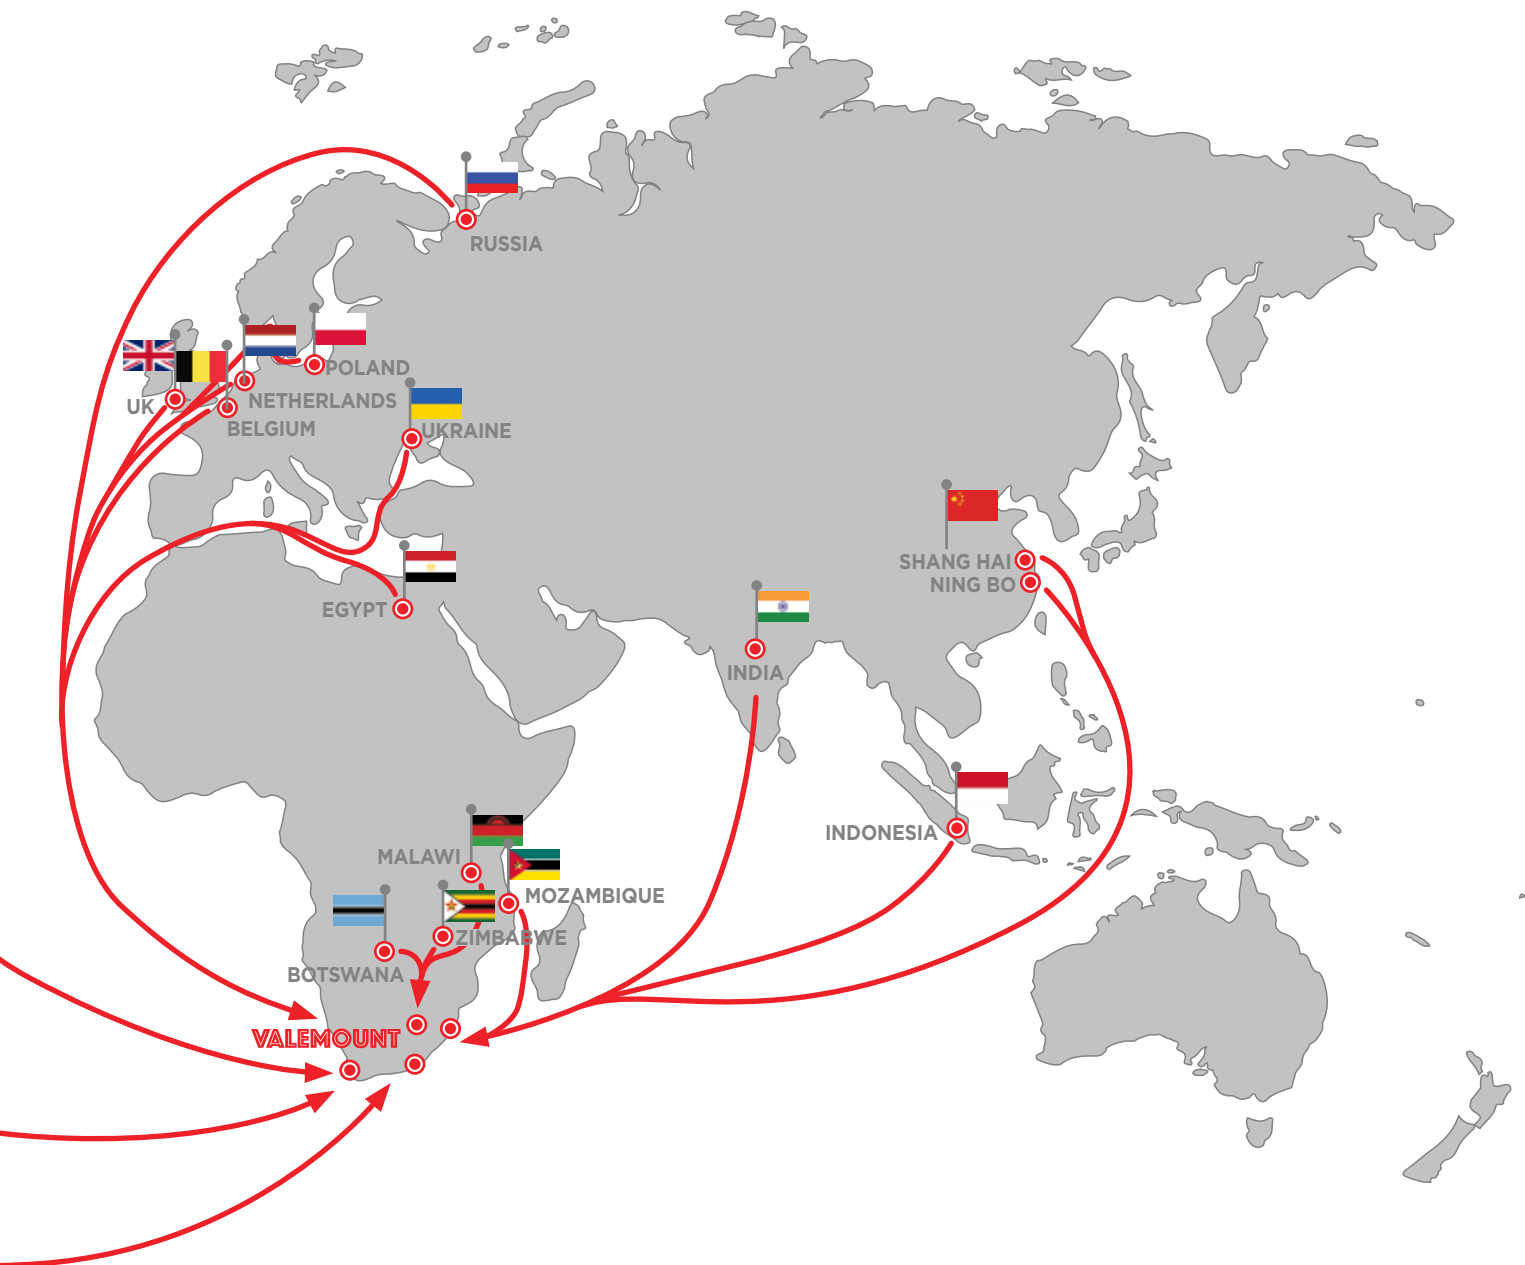 RUSSIA
POLAND
NETHERLANDS
UK
BELGIUM
UKRAINE
SHANG HAI
NING BO
EGYPT
INDIA
INDONESIA
MALAWI
MOZAMBIQUE
ZIMBABWE
BOTSWANA
VALEMOUNT